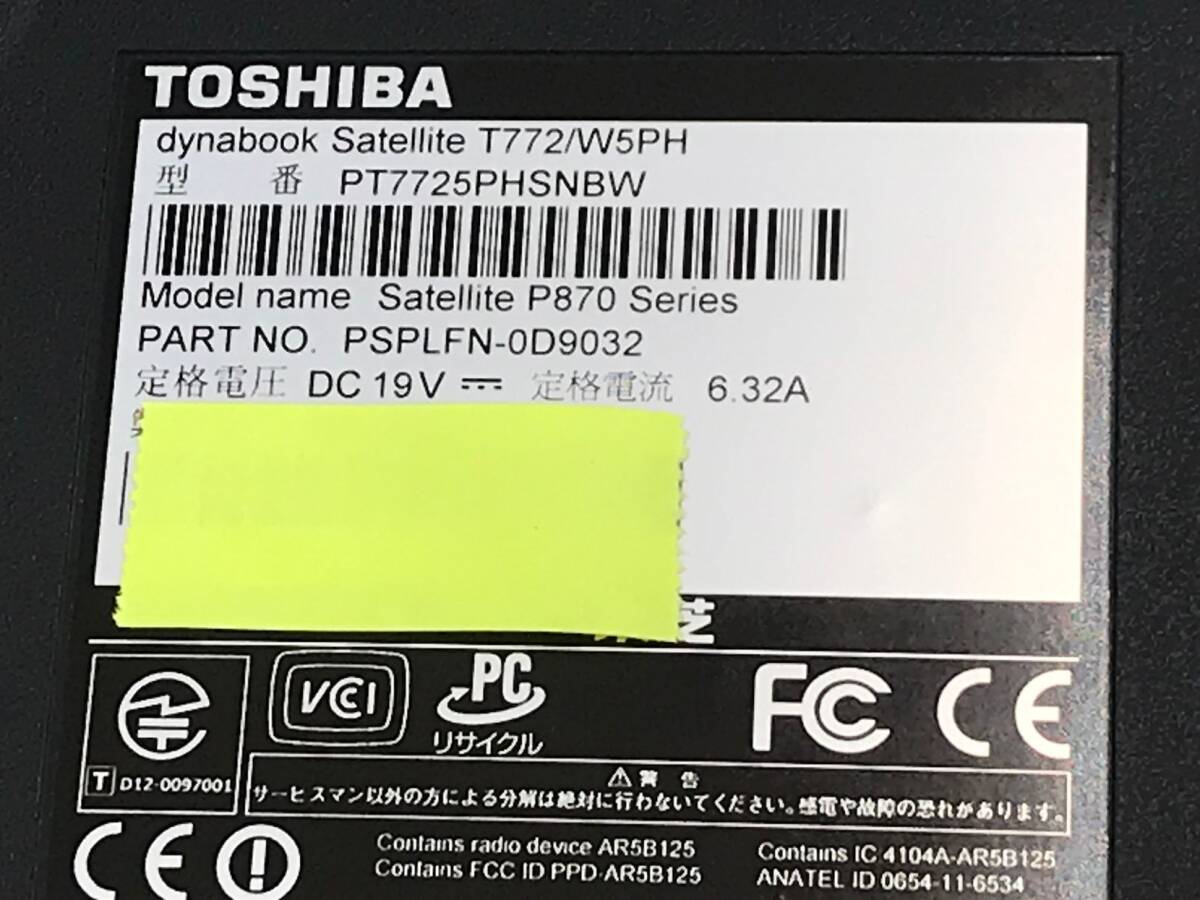 TOSHIBA
dynabook Satellite T772/W5PH
型 番 PT7725PHSNBW
Model name Satellite P870 Series
PART NO. PSPLFN-0D9032
定格電圧 DC 19V 定格電流 6.32A
芝
VCCI
PC
リサイクル
FC CE
T D12-0097001
⚠ 警 告
サービスマン以外の方による分解は絶対に行わないてください。感電や故障の恐れがあります。
CE
Contains radio device AR5B125
Contains FCC ID PPD-AR5B125
Contains IC 4104A-AR5B125
ANATEL ID 0654-11-6534